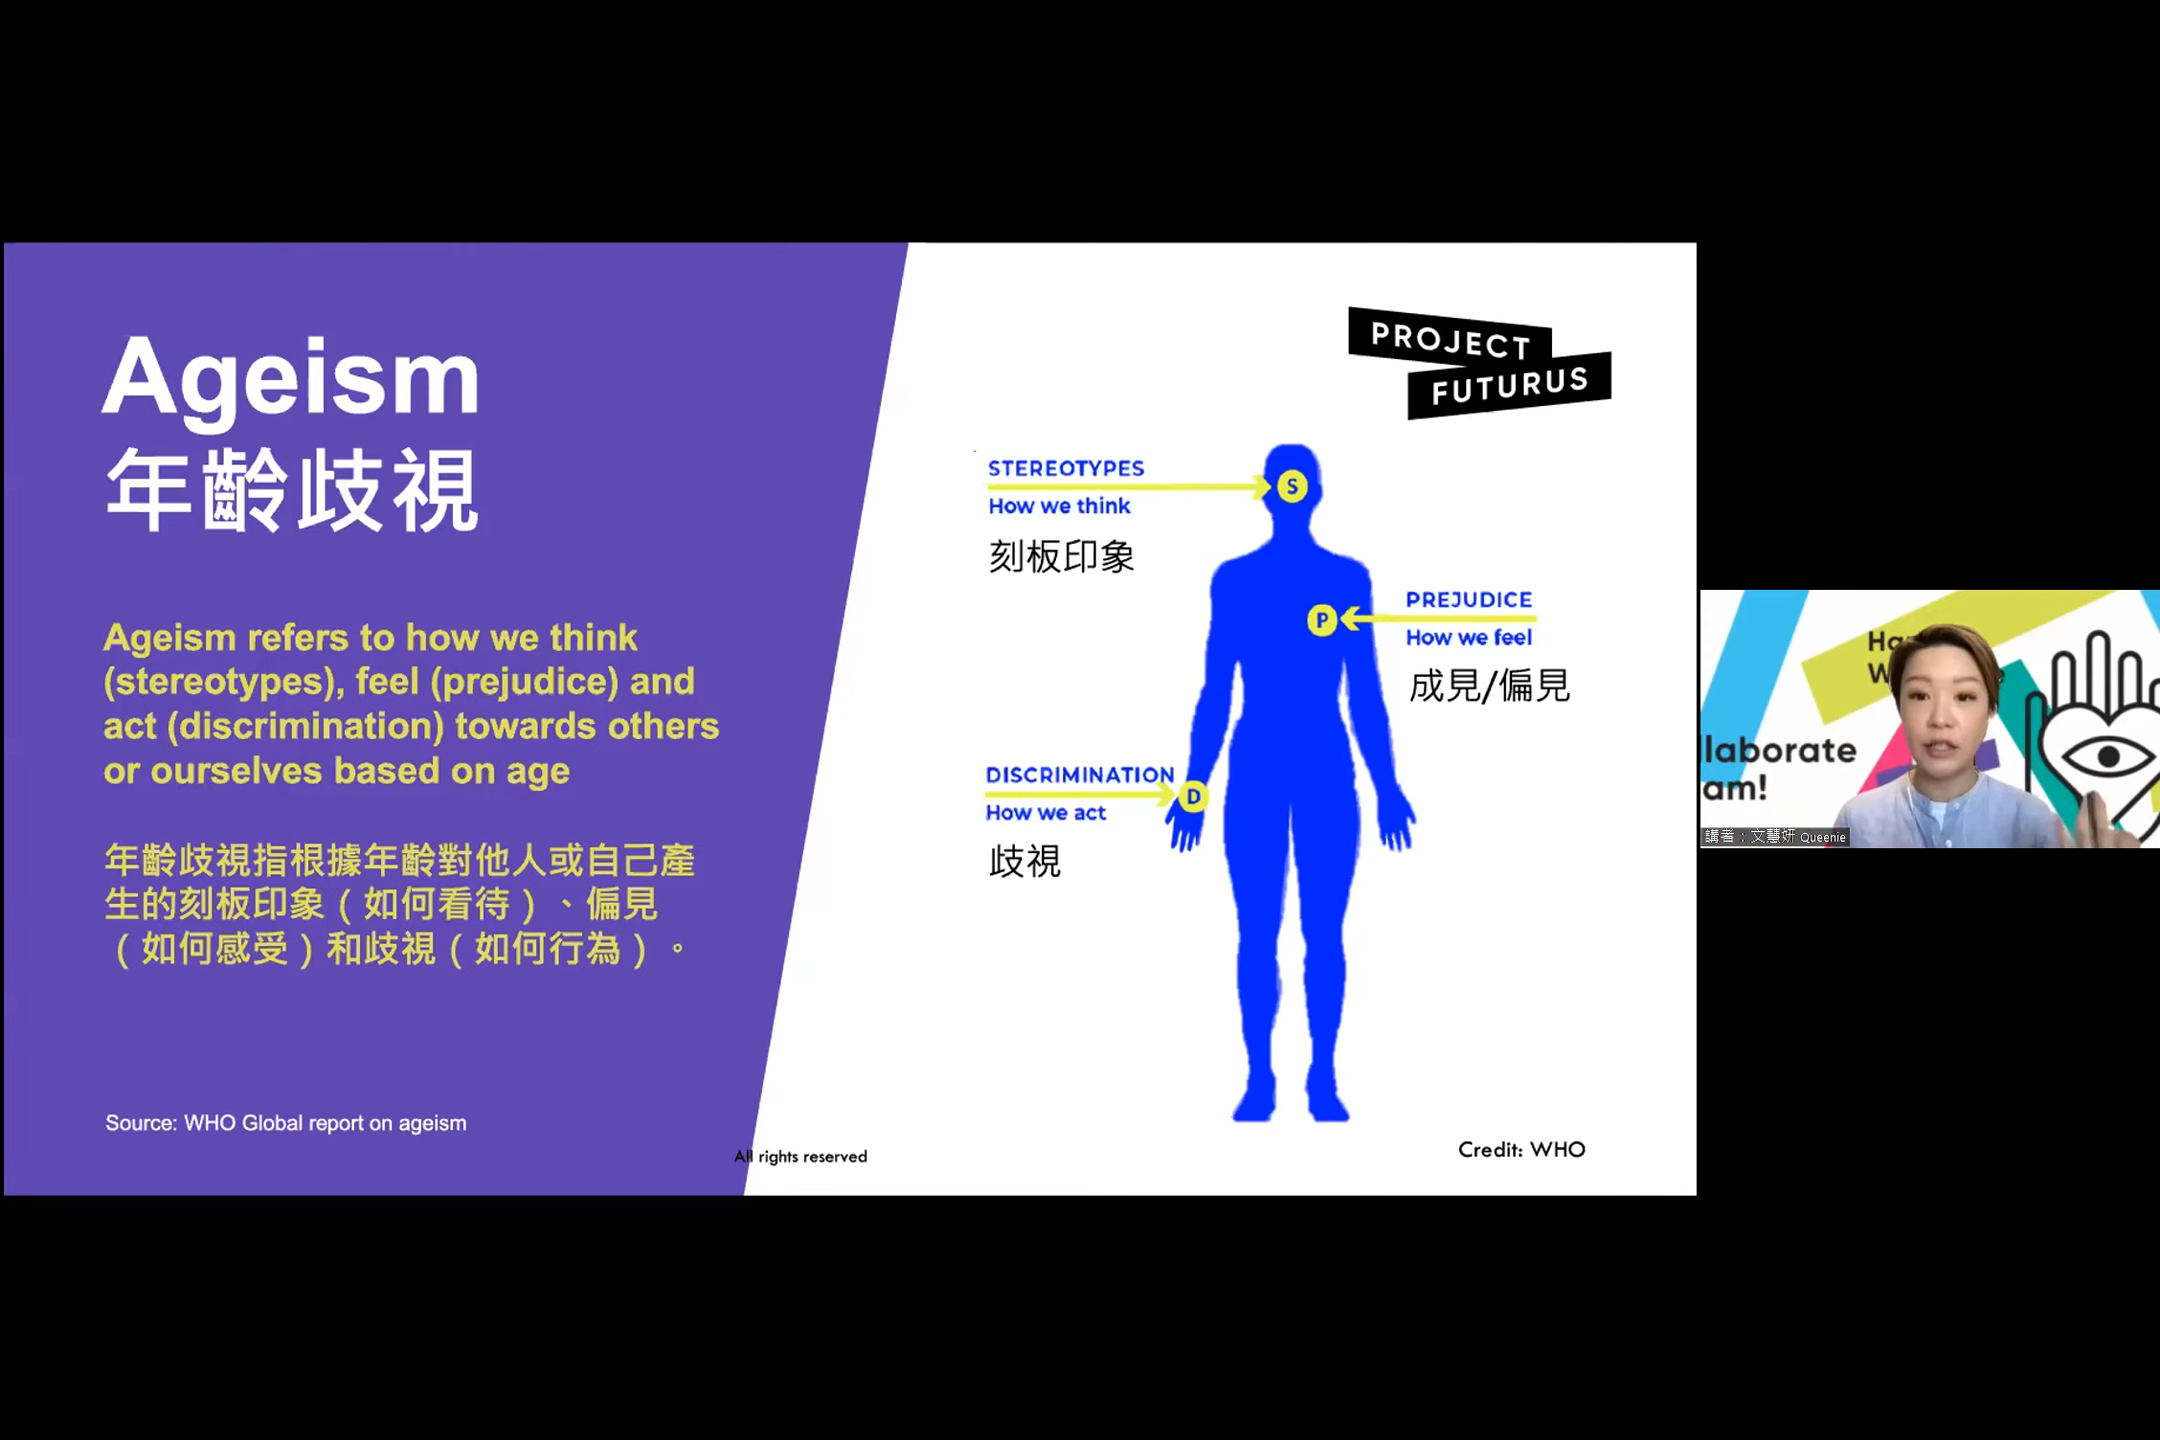 Ageism
年齡歧視
Ageism refers to how we think
(stereotypes), feel (prejudice) and
act (discrimination) towards others
or ourselves based on age
年齡歧視指根據年齡對他人或自己產
生的刻板印象（如何看待）、偏見
（如何感受）和歧視（如何行為）。
Source: WHO Global report on ageism
All rights reserved
PROJECT
FUTURUS
STEREOTYPES
S
How we think
刻板印象
PREJUDICE
P
How we feel
成見/偏見
DISCRIMINATION
D
How we act
歧視
Credit: WHO
laborate
am!
講者：文慧妍 Queenie